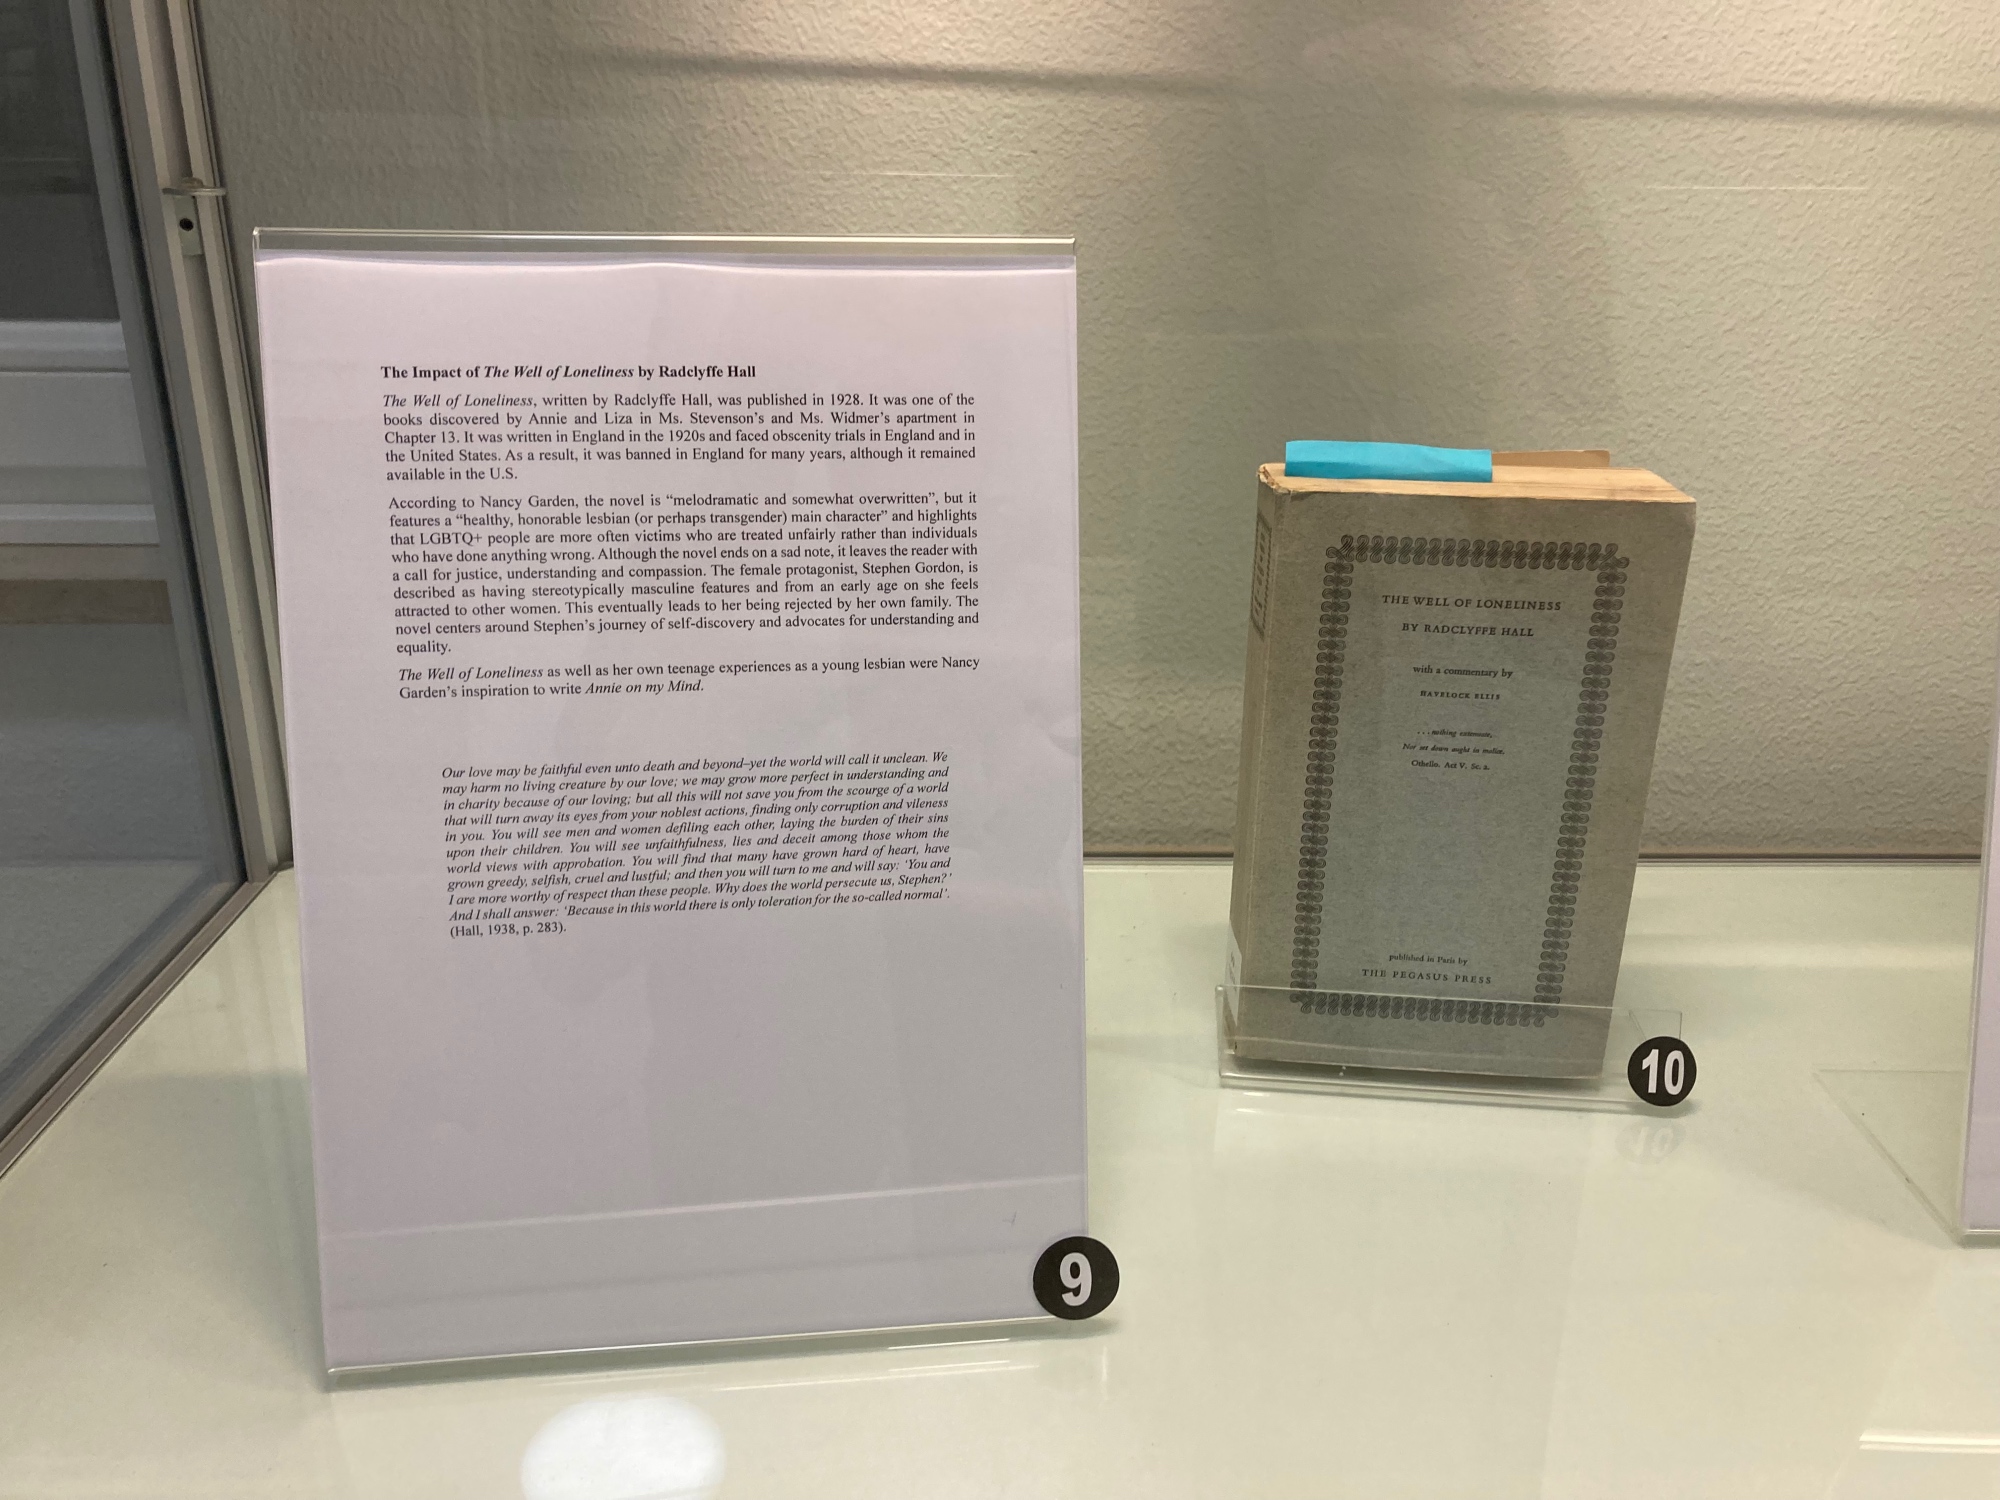 The Impact of The Well of Loneliness by Radclyffe Hall
The Well of Loneliness, written by Radclyffe Hall, was published in 1928. It was one of the
books discovered by Annie and Liza in Ms. Stevenson's and Ms. Widmer's apartment in
Chapter 13. It was written in England in the 1920s and faced obscenity trials in England and in
the United States. As a result, it was banned in England for many years, although it remained
available in the U.S.
According to Nancy Garden, the novel is “melodramatic and somewhat overwritten”, but it
features a “healthy, honorable lesbian (or perhaps transgender) main character” and highlights
that LGBTQ+ people are more often victims who are treated unfairly rather than individuals
who have done anything wrong. Although the novel ends on a sad note, it leaves the reader with
a call for justice, understanding and compassion. The female protagonist, Stephen Gordon, is
described as having stereotypically masculine features and from an early age on she feels
attracted to other women. This eventually leads to her being rejected by her own family. The
novel centers around Stephen's journey of self-discovery and advocates for understanding and
equality.
The Well of Loneliness as well as her own teenage experiences as a young lesbian were Nancy
Garden's inspiration to write Annie on my Mind.
Our love may be faithful even unto death and beyond–yet the world will call it unclean. We
may harm no living creature by our love; we may grow more perfect in understanding and
in charity because of our loving; but all this will not save you from the scourge of a world
that will turn away its eyes from your noblest actions, finding only corruption and vileness
in you. You will see men and women defiling each other, laying the burden of their sins
upon their children. You will see unfaithfulness, lies and deceit among those whom the
world views with approbation. You will find that many have grown hard of heart, have
grown greedy, selfish, cruel and lustful; and then you will turn to me and will say: ‘You and
I are more worthy of respect than these people. Why does the world persecute us, Stephen?’
And I shall answer: ‘Because in this world there is only toleration for the so-called normal’.
(Hall, 1938, p. 283).
9
THE WELL OF LONELINESS
BY RADCLYFFE HALL
with a commentary by
HAVELOCK ELLIS
. . . nothing extenuate,
Nor set down aught in malice.
Othello. Act V. Sc. 2.
published in Paris by
THE PEGASUS PRESS
10